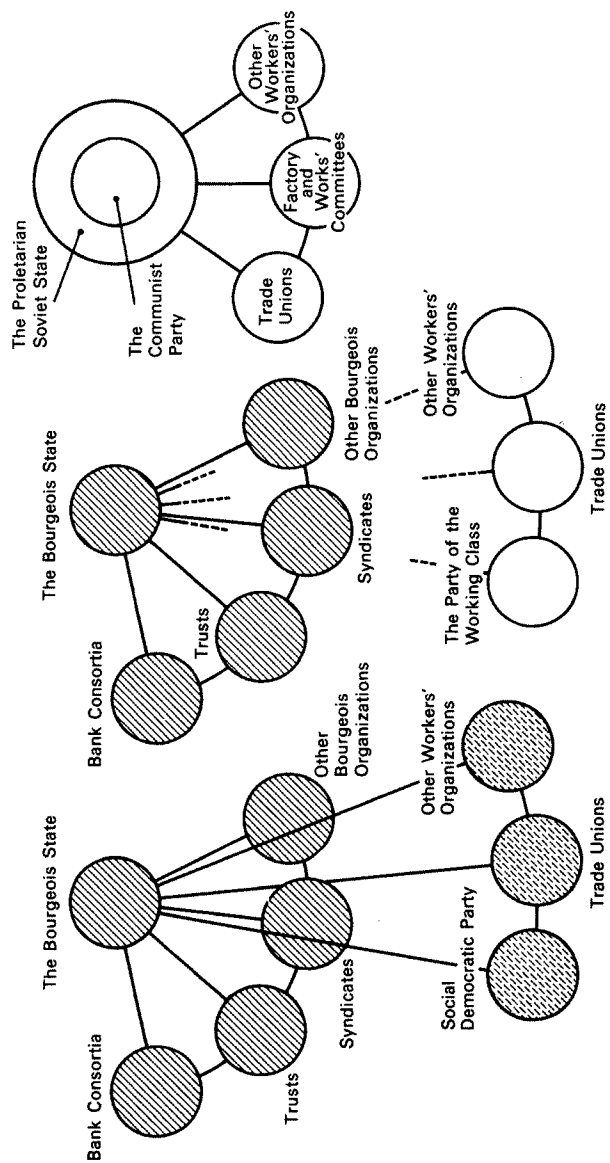 The Bourgeois State
Bank Consortia
Trusts
Syndicates
Other
Bourgeois
Organizations
Social
Democratic Party
Trade Unions
Other Workers'
Organizations
The Bourgeois State
Bank Consortia
Trusts
Syndicates
Other Bourgeois
Organizations
The Party of the
Working Class
Trade Unions
Other Workers'
Organizations
The Proletarian
Soviet State
The
Communist
Party
Trade
Unions
Factory
and
Works'
Committees
Other
Workers'
Organizations